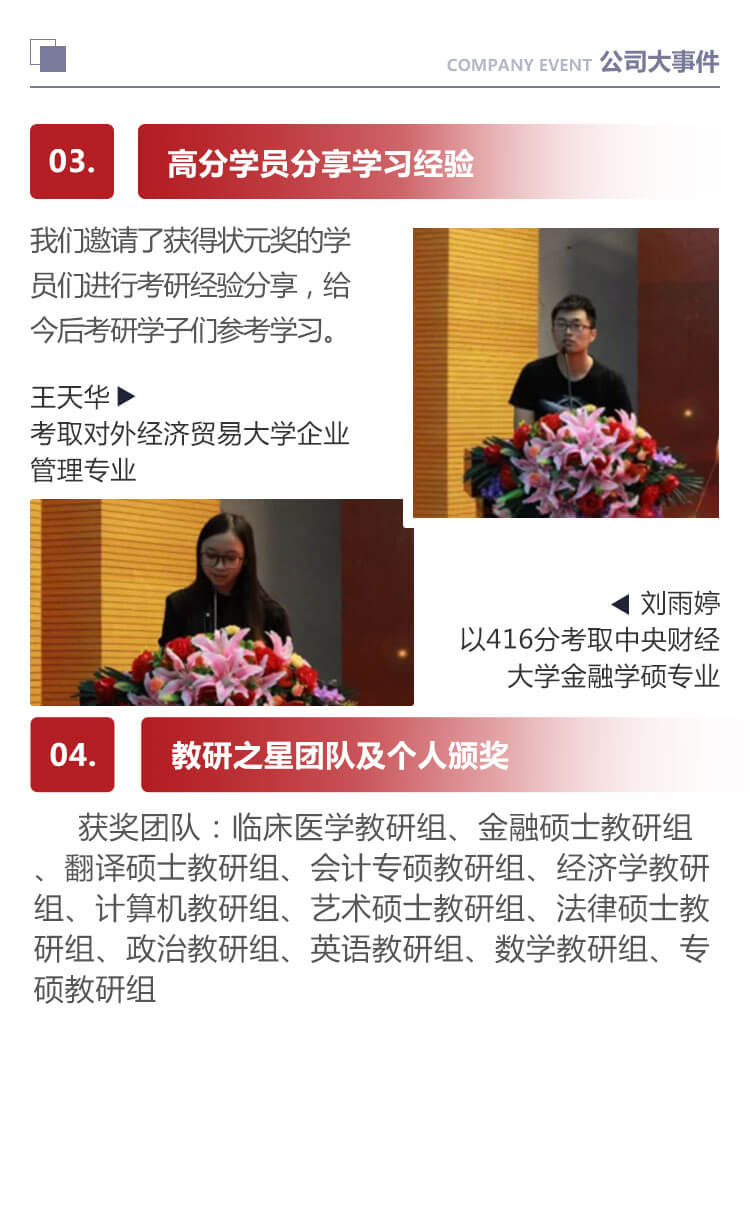 COMPANY EVENT 公司大事件
03.
高分学员分享学习经验
我们邀请了获得状元奖的学
员们进行考研经验分享，给
今后考研学子们参考学习。
王天华▶
考取对外经济贸易大学企业
管理专业
◀ 刘雨婷
以416分考取中央财经
大学金融学硕专业
04.
教研之星团队及个人颁奖
获奖团队：临床医学教研组、金融硕士教研组
、翻译硕士教研组、会计专硕教研组、经济学教研
组、计算机教研组、艺术硕士教研组、法律硕士教
研组、政治教研组、英语教研组、数学教研组、专
硕教研组